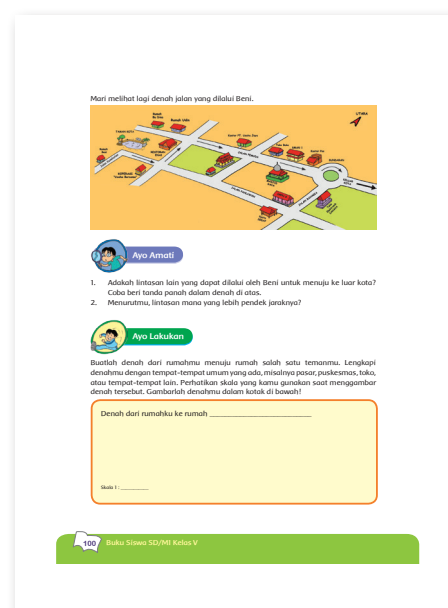 Mari melihat lagi denah jalan yang dilalui Beni.
UTARA
Rumah Udin
Ayo Amati
1. Adakah lintasan lain yang dapat dilalui oleh Beni untuk menuju ke luar kota?
Coba beri tanda panah dalam denah di atas.
2. Menurutmu, lintasan mana yang lebih pendek jaraknya?
Ayo Lakukan
Buatlah denah dari rumahmu menuju rumah salah satu temanmu. Lengkapi
denahmu dengan tempat-tempat umum yang ada, misalnya pasar, puskesmas, toko,
atau tempat-tempat lain. Perhatikan skala yang kamu gunakan saat menggambar
denah tersebut. Gambarlah denahmu dalam kotak di bawah!
Denah dari rumahku ke rumah ____________________
Skala 1 : __________
100 Buku Siswa SD/MI Kelas V